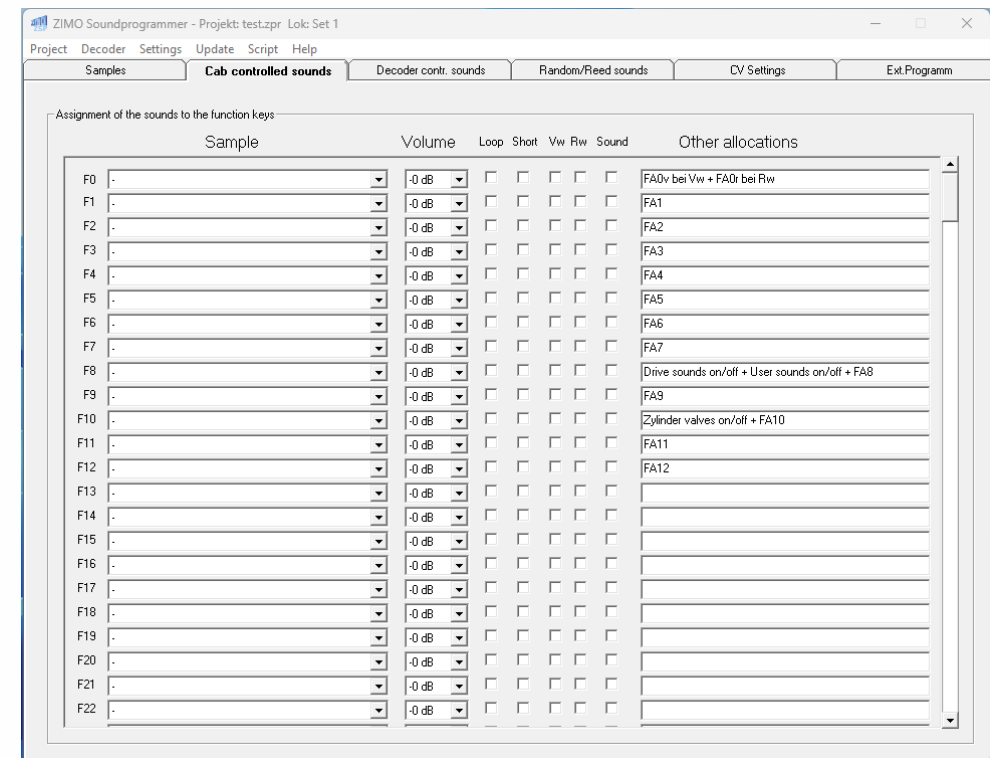 ZIMO Soundprogrammer - Projekt: test.zpr Lok: Set 1
Project Decoder Settings Update Script Help
Samples Cab controlled sounds Decoder contr. sounds Random/Reed sounds CV Settings Ext.Programm
Assignment of the sounds to the function keys
Sample Volume Loop Short Vw Rw Sound Other allocations
F0 - -0 dB FA0v bei Vw + FA0r bei Rw
F1 - -0 dB FA1
F2 - -0 dB FA2
F3 - -0 dB FA3
F4 - -0 dB FA4
F5 - -0 dB FA5
F6 - -0 dB FA6
F7 - -0 dB FA7
F8 - -0 dB Drive sounds on/off + User sounds on/off + FA8
F9 - -0 dB FA9
F10 - -0 dB Zylinder valves on/off + FA10
F11 - -0 dB FA11
F12 - -0 dB FA12
F13 - -0 dB
F14 - -0 dB
F15 - -0 dB
F16 - -0 dB
F17 - -0 dB
F18 - -0 dB
F19 - -0 dB
F20 - -0 dB
F21 - -0 dB
F22 - -0 dB